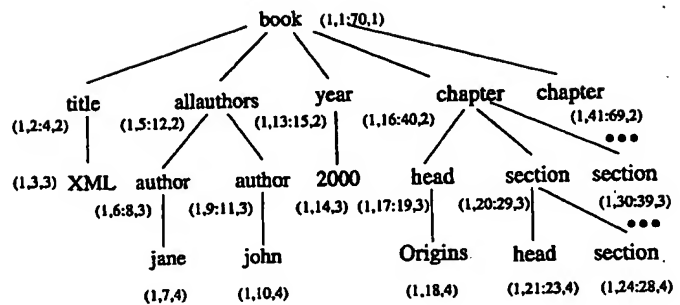 book (1,1:70,1)
title allauthors year chapter chapter
(1,2:4,2) (1,5:12,2) (1,13:15,2) (1,16:40,2) (1,41:69,2)
•••
(1,3,3) XML author author 2000 head section section
(1,6:8,3) (1,9:11,3) (1,14,3) (1,17:19,3) (1,20:29,3) (1,30:39,3)
•••
jane john Origins head section
(1,7,4) (1,10,4) (1,18,4) (1,21:23,4) (1,24:28,4)